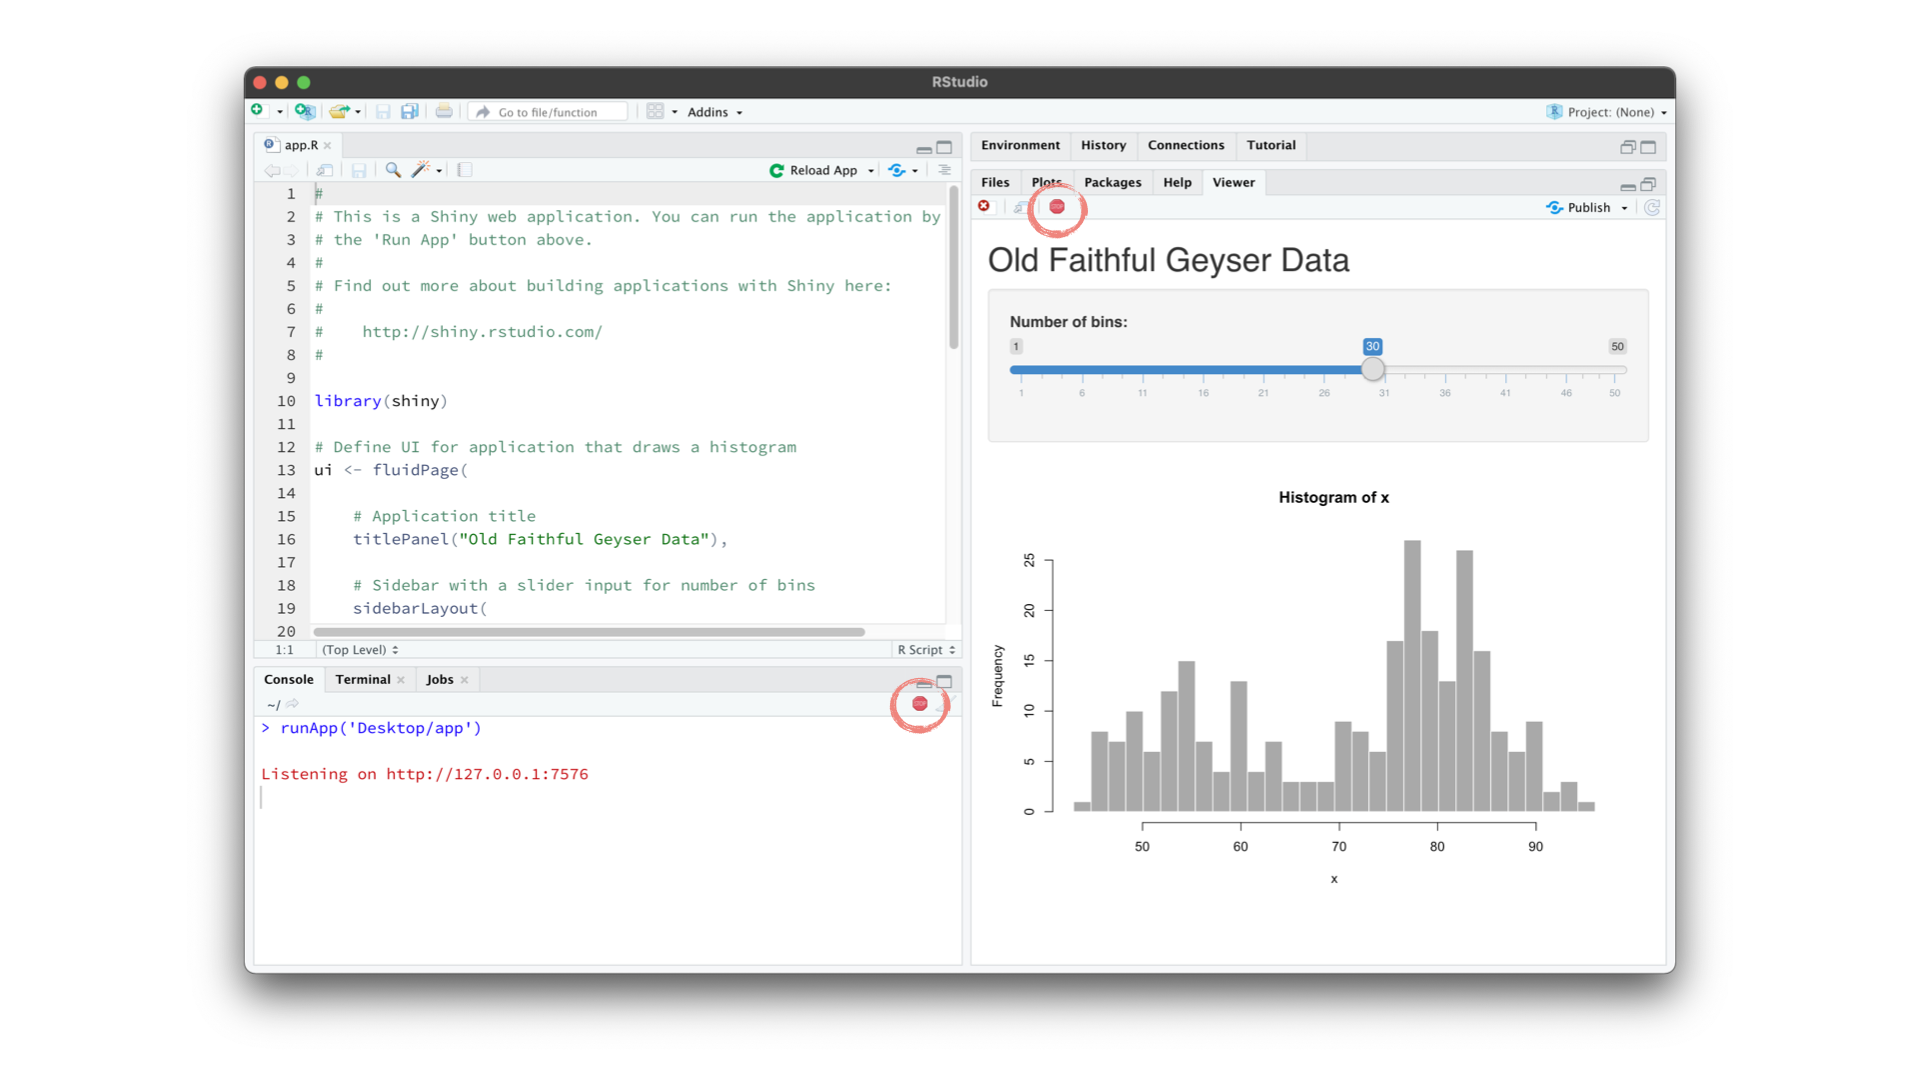 RStudio
Go to file/function
Addins
Project: (None)
app.R
Reload App
1 #
2 # This is a Shiny web application. You can run the application by
3 # the 'Run App' button above.
4 #
5 # Find out more about building applications with Shiny here:
6 #
7 #    http://shiny.rstudio.com/
8 #
9
10 library(shiny)
11
12 # Define UI for application that draws a histogram
13 ui <- fluidPage(
14
15     # Application title
16     titlePanel("Old Faithful Geyser Data"),
17
18     # Sidebar with a slider input for number of bins
19     sidebarLayout(
20
1:1 (Top Level) R Script
Console Terminal Jobs
~/
STOP
> runApp('Desktop/app')
Listening on http://127.0.0.1:7576
Environment History Connections Tutorial
Files Plots Packages Help Viewer
STOP
Publish
Old Faithful Geyser Data
Number of bins:
1 30 50
1 6 11 16 21 26 31 36 41 46 50
Histogram of x
Frequency
25
20
15
10
5
0
50 60 70 80 90
x